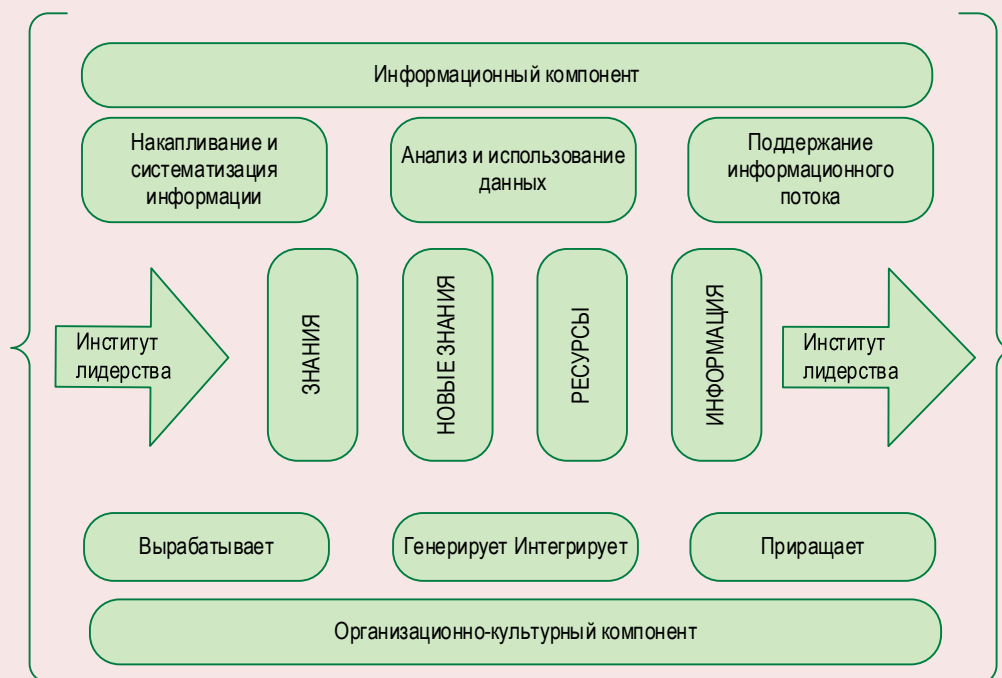 Информационный компонент
Накапливание и
систематизация
информации
Анализ и использование
данных
Поддержание
информационного
потока
Институт
лидерства
ЗНАНИЯ
НОВЫЕ ЗНАНИЯ
РЕСУРСЫ
ИНФОРМАЦИЯ
Институт
лидерства
Вырабатывает
Генерирует Интегрирует
Приращает
Организационно-культурный компонент